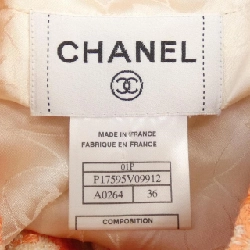 CHANEL
MADE IN FRANCE
FABRIQUE EN FRANCE
01P
P17595V09912
A0264 36
COMPOSITION